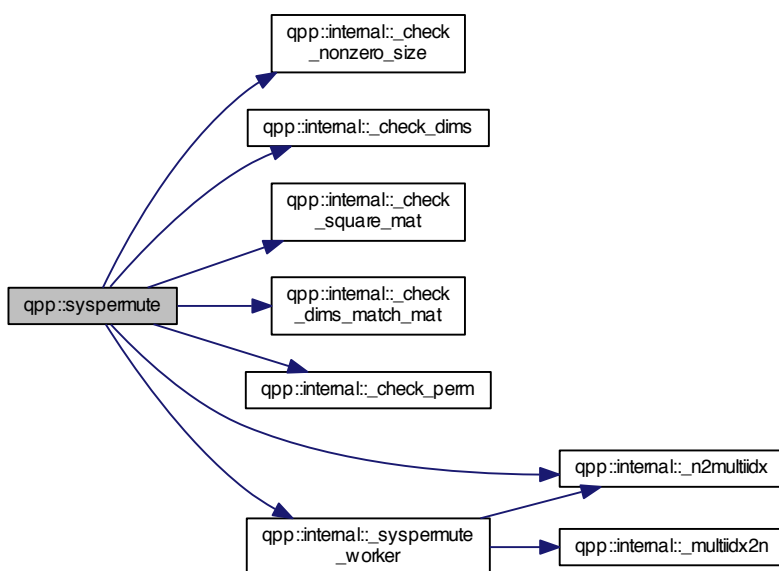 qpp::internal::_check
_nonzero_size
qpp::internal::_check_dims
qpp::internal::_check
_square_mat
qpp::syspermute
qpp::internal::_check
_dims_match_mat
qpp::internal::_check_perm
qpp::internal::_n2multiidx
qpp::internal::_syspermute
_worker
qpp::internal::_multiidx2n